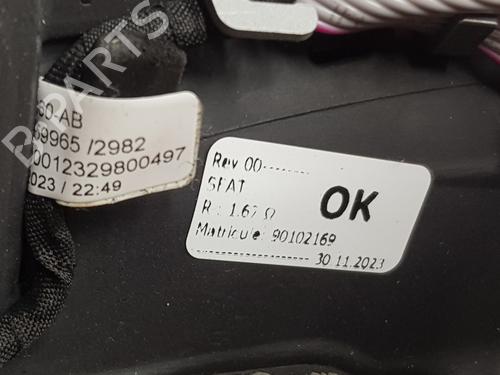 60-AB
69965 /2982
0012329800497
2023 / 22:49
Rev 00--------
SEAT
R : 1.67 Ω
Matricule: 90102169
OK
---------------- 30.11.2023
B-PARTS